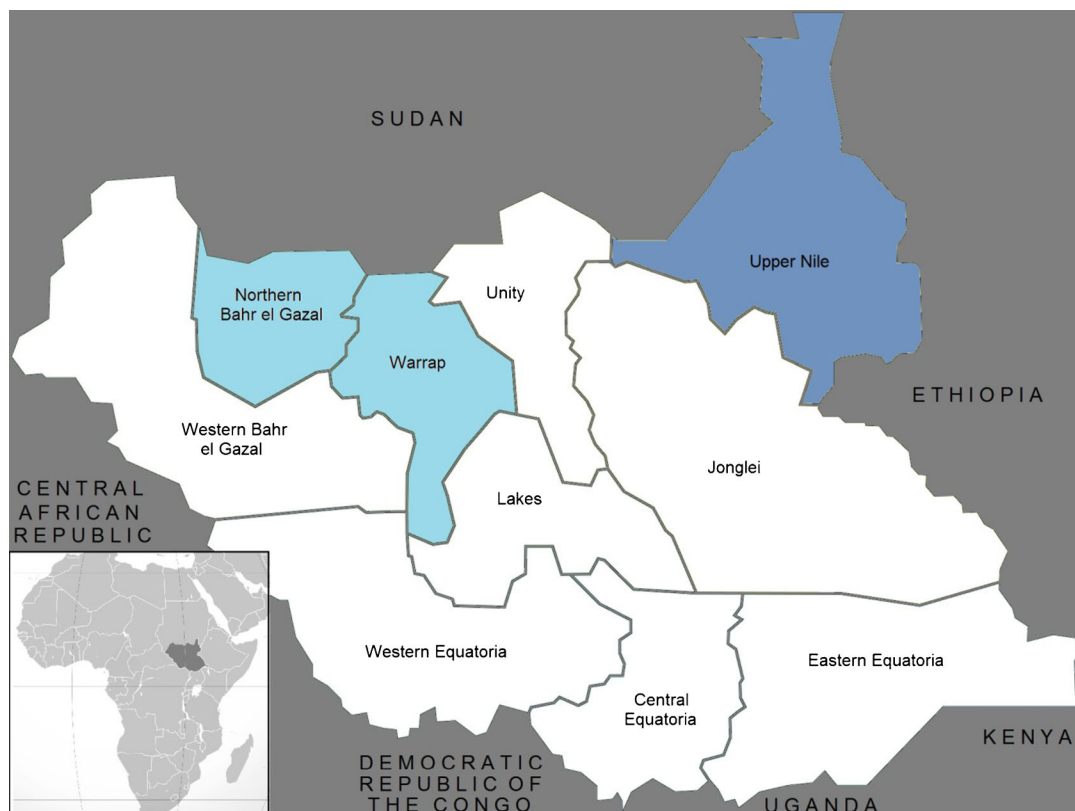 SUDAN
Upper Nile
Northern
Bahr el Gazal
Unity
Warrap
ETHIOPIA
Western Bahr
el Gazal
Jonglei
CENTRAL
AFRICAN
REPUBLIC
Lakes
Western Equatoria
Eastern Equatoria
Central
Equatoria
KENYA
DEMOCRATIC
REPUBLIC OF
THE CONGO
UGANDA